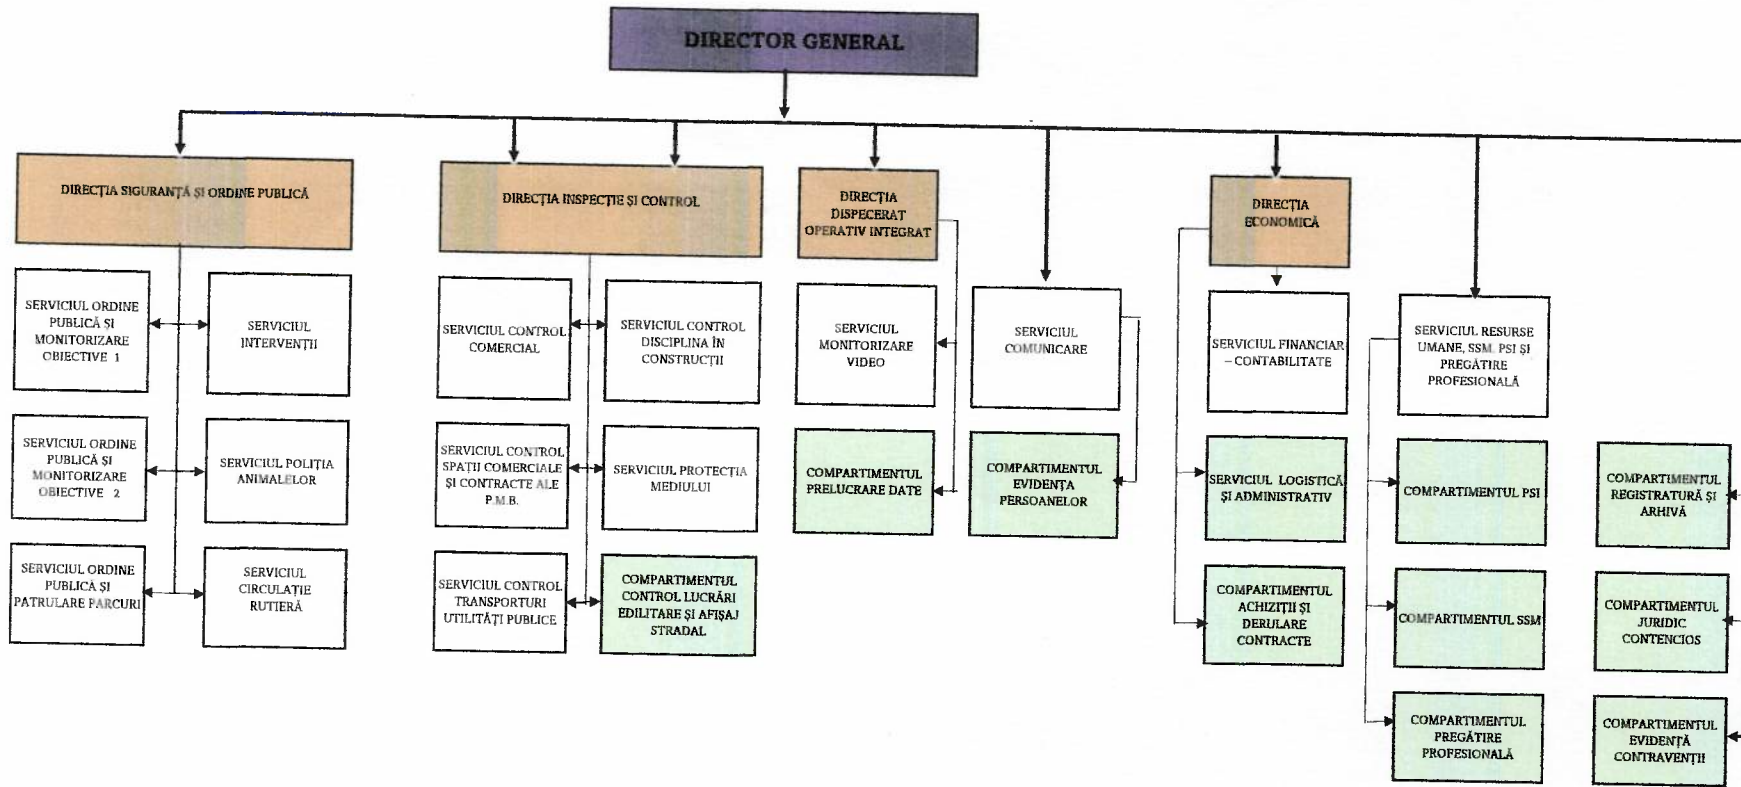 DIRECTOR GENERAL
DIRECȚIA SIGURANȚĂ ȘI ORDINE PUBLICĂ
SERVICIUL ORDINE
PUBLICĂ ȘI
MONITORIZARE
OBIECTIVE 1
SERVICIUL
INTERVENȚII
SERVICIUL ORDINE
PUBLICĂ ȘI
MONITORIZARE
OBIECTIVE 2
SERVICIUL POLIȚIA
ANIMALELOR
SERVICIUL ORDINE
PUBLICĂ ȘI
PATRULARE PARCURI
SERVICIUL
CIRCULAȚIE
RUTIERĂ
DIRECȚIA INSPECȚIE ȘI CONTROL
SERVICIUL CONTROL
COMERCIAL
SERVICIUL CONTROL
DISCIPLINA ÎN
CONSTRUCȚII
SERVICIUL CONTROL
SPAȚII COMERCIALE
ȘI CONTRACTE ALE
P.M.B.
SERVICIUL PROTECȚIA
MEDIULUI
SERVICIUL CONTROL
TRANSPORTURI
UTILITĂȚI PUBLICE
COMPARTIMENTUL
CONTROL LUCRĂRI
EDILITARE ȘI AFIȘAJ
STRADAL
DIRECȚIA
DISPECERAT
OPERATIV INTEGRAT
SERVICIUL
MONITORIZARE
VIDEO
COMPARTIMENTUL
PRELUCRARE DATE
SERVICIUL
COMUNICARE
COMPARTIMENTUL
EVIDENȚA
PERSOANELOR
DIRECȚIA
ECONOMICĂ
SERVICIUL FINANCIAR
– CONTABILITATE
SERVICIUL LOGISTICĂ
ȘI ADMINISTRATIV
COMPARTIMENTUL
ACHIZIȚII ȘI
DERULARE
CONTRACTE
SERVICIUL RESURSE
UMANE, SSM, PSI ȘI
PREGĂTIRE
PROFESIONALĂ
COMPARTIMENTUL PSI
COMPARTIMENTUL SSM
COMPARTIMENTUL
PREGĂTIRE
PROFESIONALĂ
COMPARTIMENTUL
REGISTRATURĂ ȘI
ARHIVĂ
COMPARTIMENTUL
JURIDIC
CONTENCIOS
COMPARTIMENTUL
EVIDENȚĂ
CONTRAVENȚII